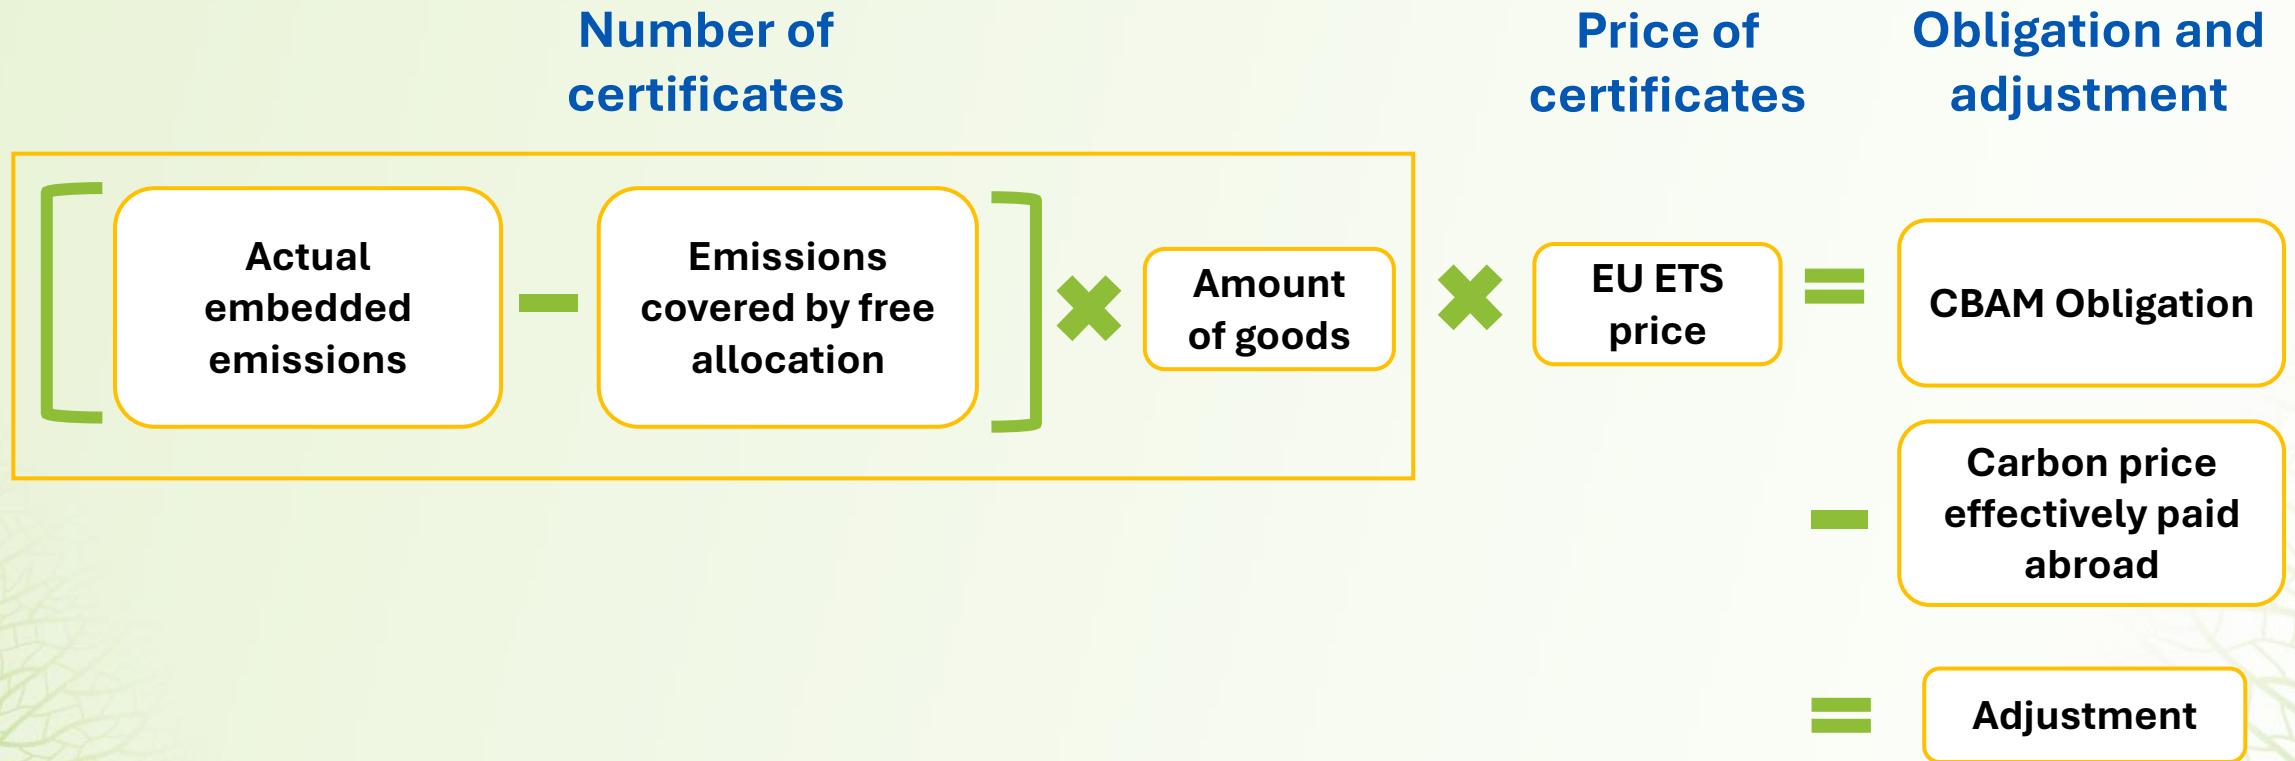 Number of
certificates
Price of
certificates
Obligation and
adjustment
Actual
embedded
emissions
Emissions
covered by free
allocation
Amount
of goods
EU ETS
price
CBAM Obligation
Carbon price
effectively paid
abroad
Adjustment